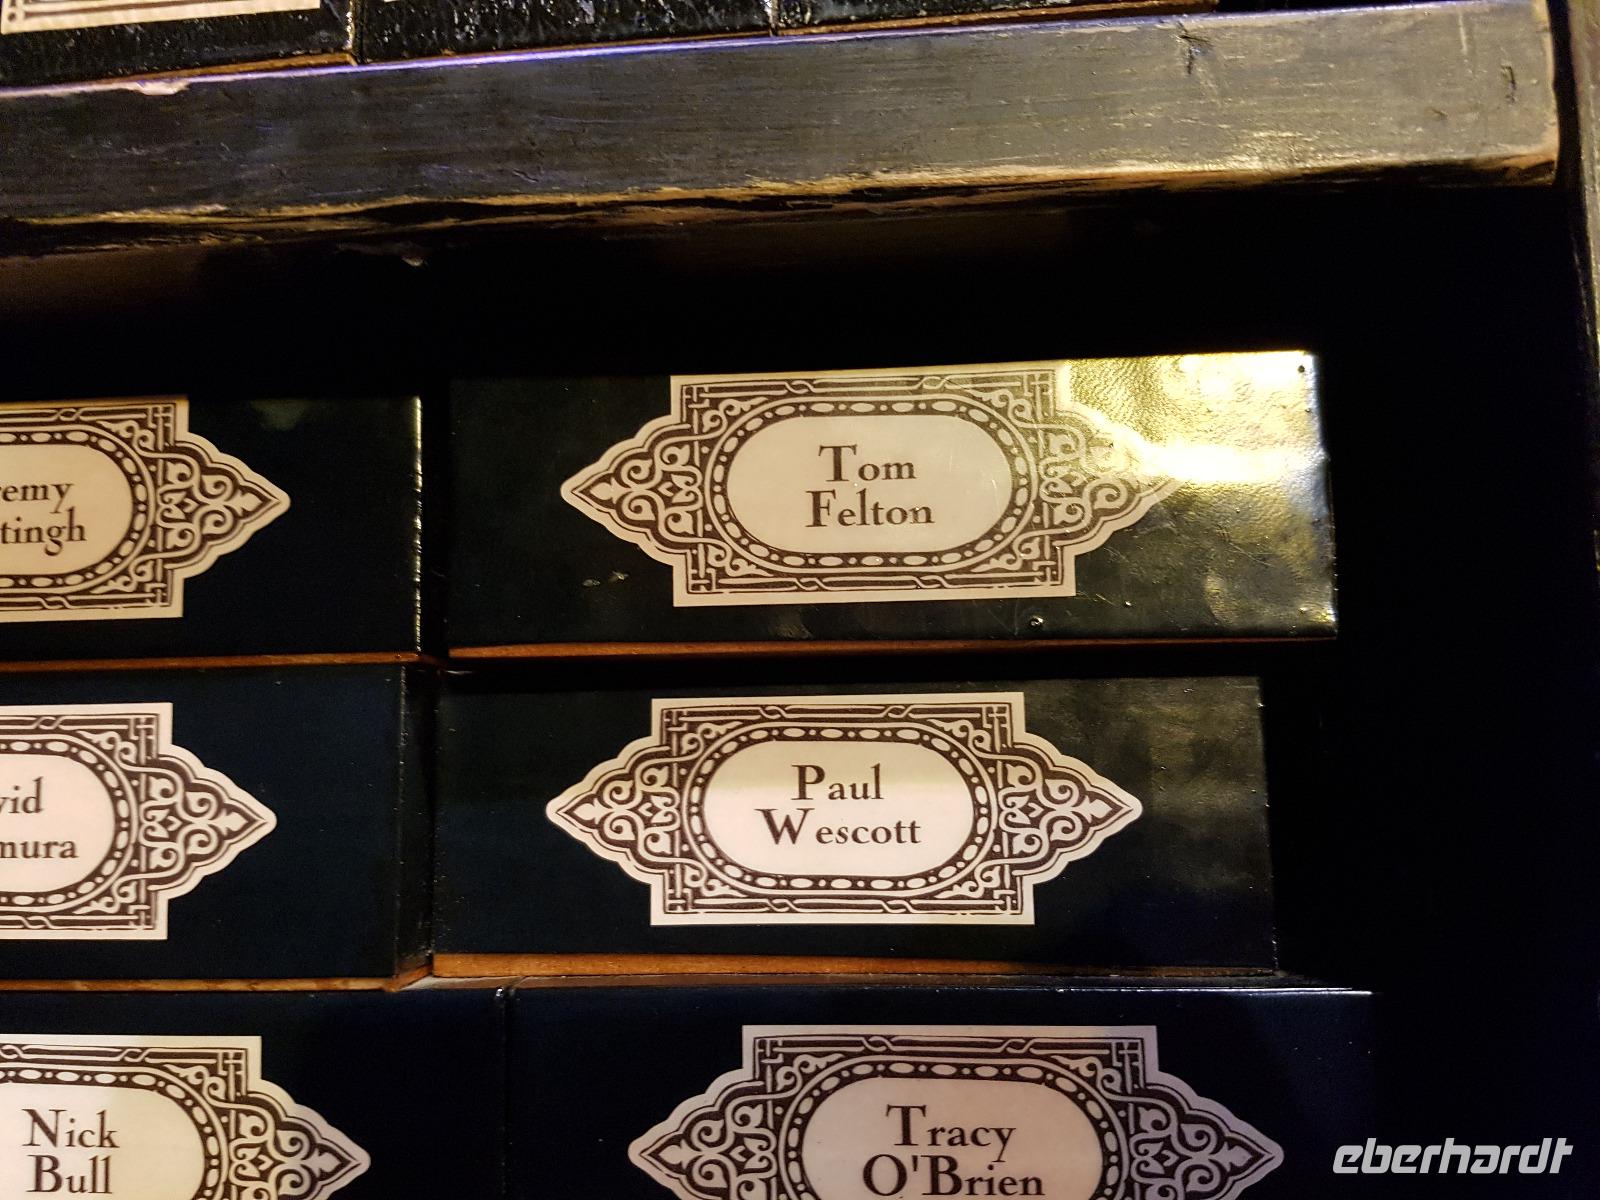 Tom
Felton
Paul
Wescott
Nick
Bull
Tracy
O'Brien
eberhardt